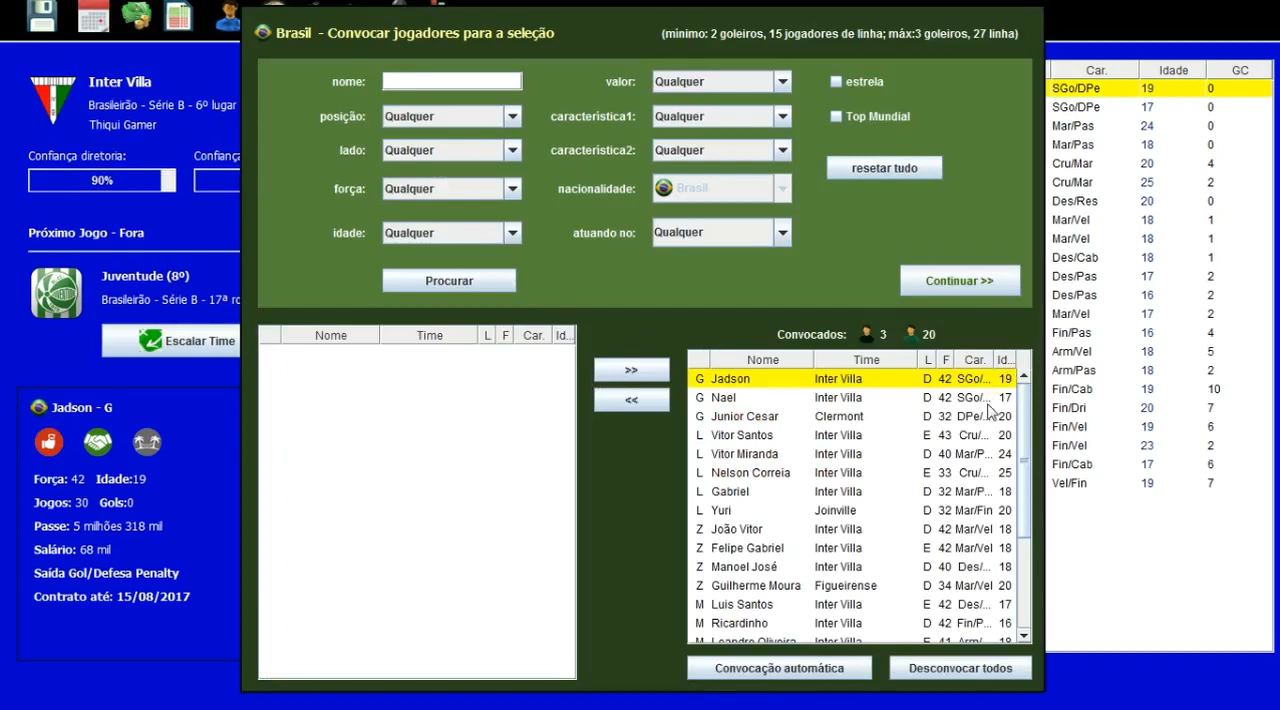 Brasil - Convocar jogadores para a seleção
(mínimo: 2 goleiros, 15 jogadores de linha; máx:3 goleiros, 27 linha)
Inter Villa
Brasileirão - Série B - 6º lugar
Thiqui Gamer
Confiança diretoria:
90%
Próximo Jogo - Fora
Juventude (8º)
Brasileirão - Série B - 17ª
Escalar Time
Jadson - G
Força: 42 Idade:19
Jogos: 30 Gols:0
Passe: 5 milhões 318 mil
Salário: 68 mil
Saída Gol/Defesa Penalty
Contrato até: 15/08/2017
nome:
valor: Qualquer
estrela
posição: Qualquer
característica1: Qualquer
Top Mundial
lado: Qualquer
característica2: Qualquer
resetar tudo
força: Qualquer
nacionalidade: Brasil
idade: Qualquer
atuando no: Qualquer
Procurar
Continuar >>
Nome Time L F Car. Id...
>>
<<
Convocados: 3 20
Nome Time L F Car. Id...
G Jadson Inter Villa D 42 SGo/... 19
G Nael Inter Villa D 42 SGo/... 17
G Junior Cesar Clermont D 32 DPe/... 20
L Vitor Santos Inter Villa E 43 Cru/... 20
L Vitor Miranda Inter Villa D 40 Mar/P... 24
L Nelson Correia Inter Villa E 33 Cru/... 25
L Gabriel Inter Villa D 32 Mar/P... 18
L Yuri Joinville D 32 Mar/Fin 20
Z João Vitor Inter Villa D 42 Mar/Vel 18
Z Felipe Gabriel Inter Villa E 42 Mar/Vel 18
Z Manoel José Inter Villa D 40 Des/... 18
Z Guilherme Moura Figueirense D 34 Mar/Vel 20
M Luis Santos Inter Villa E 42 Des/... 17
M Ricardinho Inter Villa D 42 Fin/P... 16
M Leandro Oliveira Inter Villa E 41 Arm/... 18
Convocação automática
Desconvocar todos
Car. Idade GC
SGo/DPe 19 0
SGo/DPe 17 0
Mar/Pas 24 0
Mar/Pas 18 0
Cru/Mar 20 4
Cru/Mar 25 2
Des/Res 20 0
Mar/Vel 18 1
Mar/Vel 18 1
Des/Cab 18 1
Des/Pas 17 2
Des/Pas 16 2
Mar/Vel 17 2
Fin/Pas 16 4
Arm/Vel 18 5
Arm/Pas 18 2
Fin/Cab 19 10
Fin/Dri 20 7
Fin/Vel 19 6
Fin/Vel 23 2
Fin/Cab 17 6
Vel/Fin 19 7